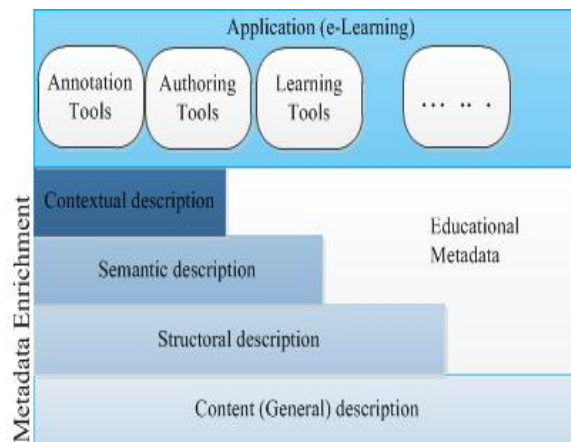 Application (e-Learning)
Annotation
Tools
Authoring
Tools
Learning
Tools
... .. .
Contextual description
Educational
Metadata
Semantic description
Structoral description
Content (General) description
Metadata Enrichment